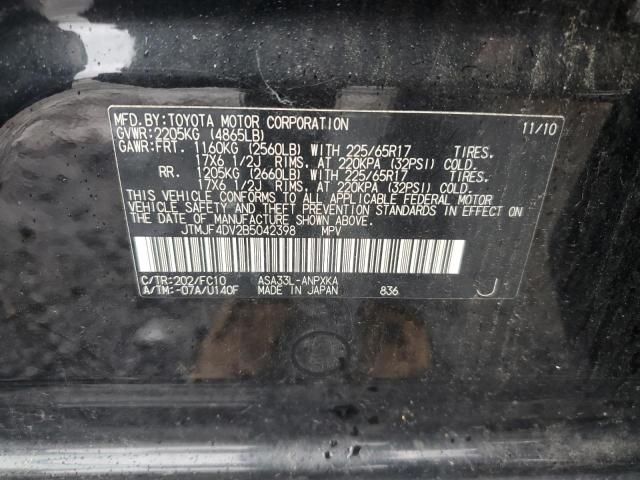 MFD.BY:TOYOTA MOTOR CORPORATION 11/10
GVWR:2205KG (4865LB)
GAWR:FRT. 1160KG (2560LB) WITH 225/65R17 TIRES.
17X6 1/2J RIMS. AT 220KPA (32PSI) COLD.
RR. 1205KG (2660LB) WITH 225/65R17 TIRES.
17X6 1/2J RIMS. AT 220KPA (32PSI) COLD.
THIS VEHICLE CONFORMS TO ALL APPLICABLE FEDERAL MOTOR
VEHICLE SAFETY AND THEFT PREVENTION STANDARDS IN EFFECT ON
THE DATE OF MANUFACTURE SHOWN ABOVE.
JTMJF4DV2B5042398 MPV
C/TR:202/FC10 ASA33L-ANPXKA
A/TM:-07A/U140F MADE IN JAPAN 836 J